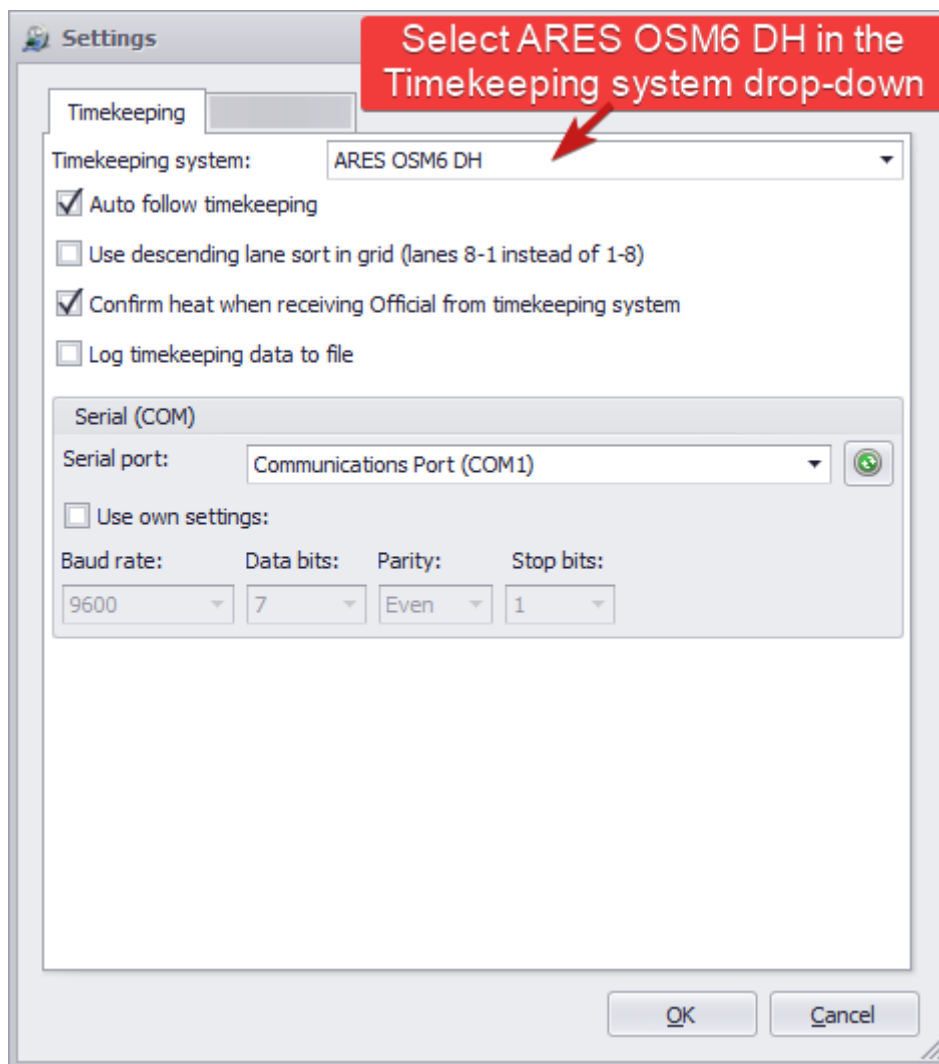 Settings
Select ARES OSM6 DH in the
Timekeeping system drop-down
Timekeeping
Timekeeping system: ARES OSM6 DH
Auto follow timekeeping
Use descending lane sort in grid (lanes 8-1 instead of 1-8)
Confirm heat when receiving Official from timekeeping system
Log timekeeping data to file
Serial (COM)
Serial port: Communications Port (COM1)
Use own settings:
Baud rate: Data bits: Parity: Stop bits:
9600 7 Even 1
OK Cancel